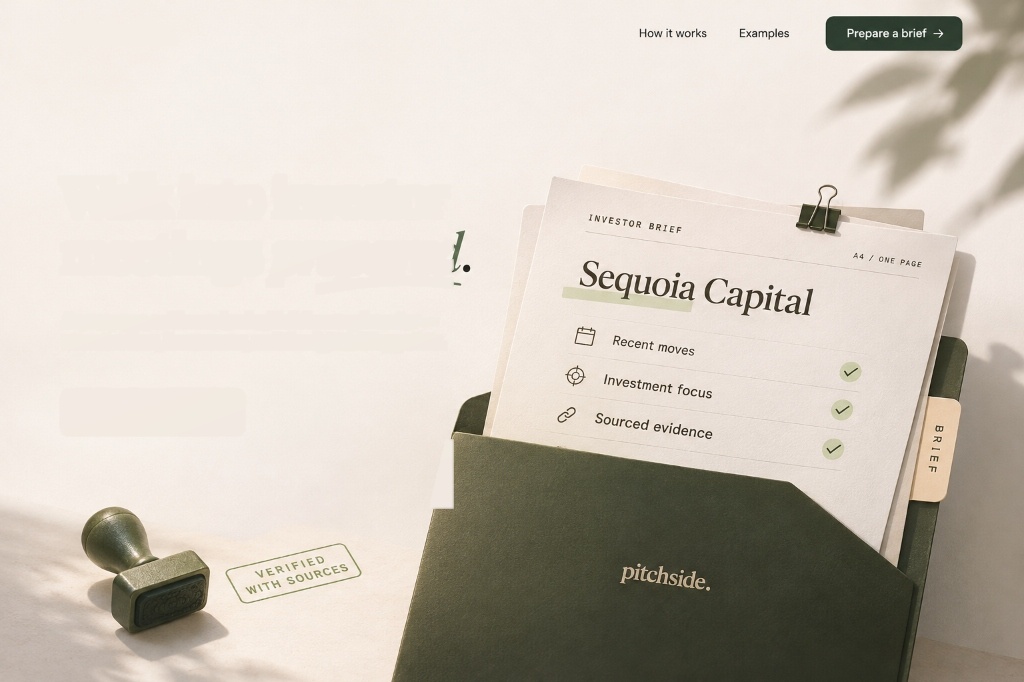 How it works
Examples
Prepare a brief →
d.
INVESTOR BRIEF
A4 / ONE PAGE
Sequoia Capital
Recent moves
Investment focus
Sourced evidence
BRIEF
pitchside.
VERIFIED
WITH SOURCES